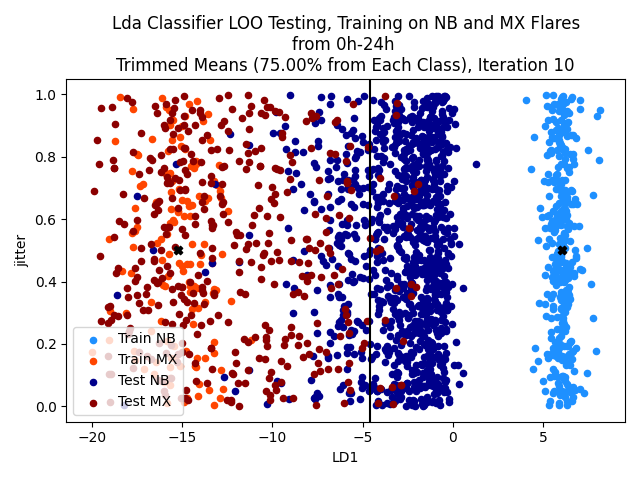 Lda Classifier LOO Testing, Training on NB and MX Flares
from 0h-24h
Trimmed Means (75.00% from Each Class), Iteration 10
1.0
0.8
0.6
0.4
0.2
0.0
jitter
Train NB
Train MX
Test NB
Test MX
−20
−15
−10
−5
0
5
LD1